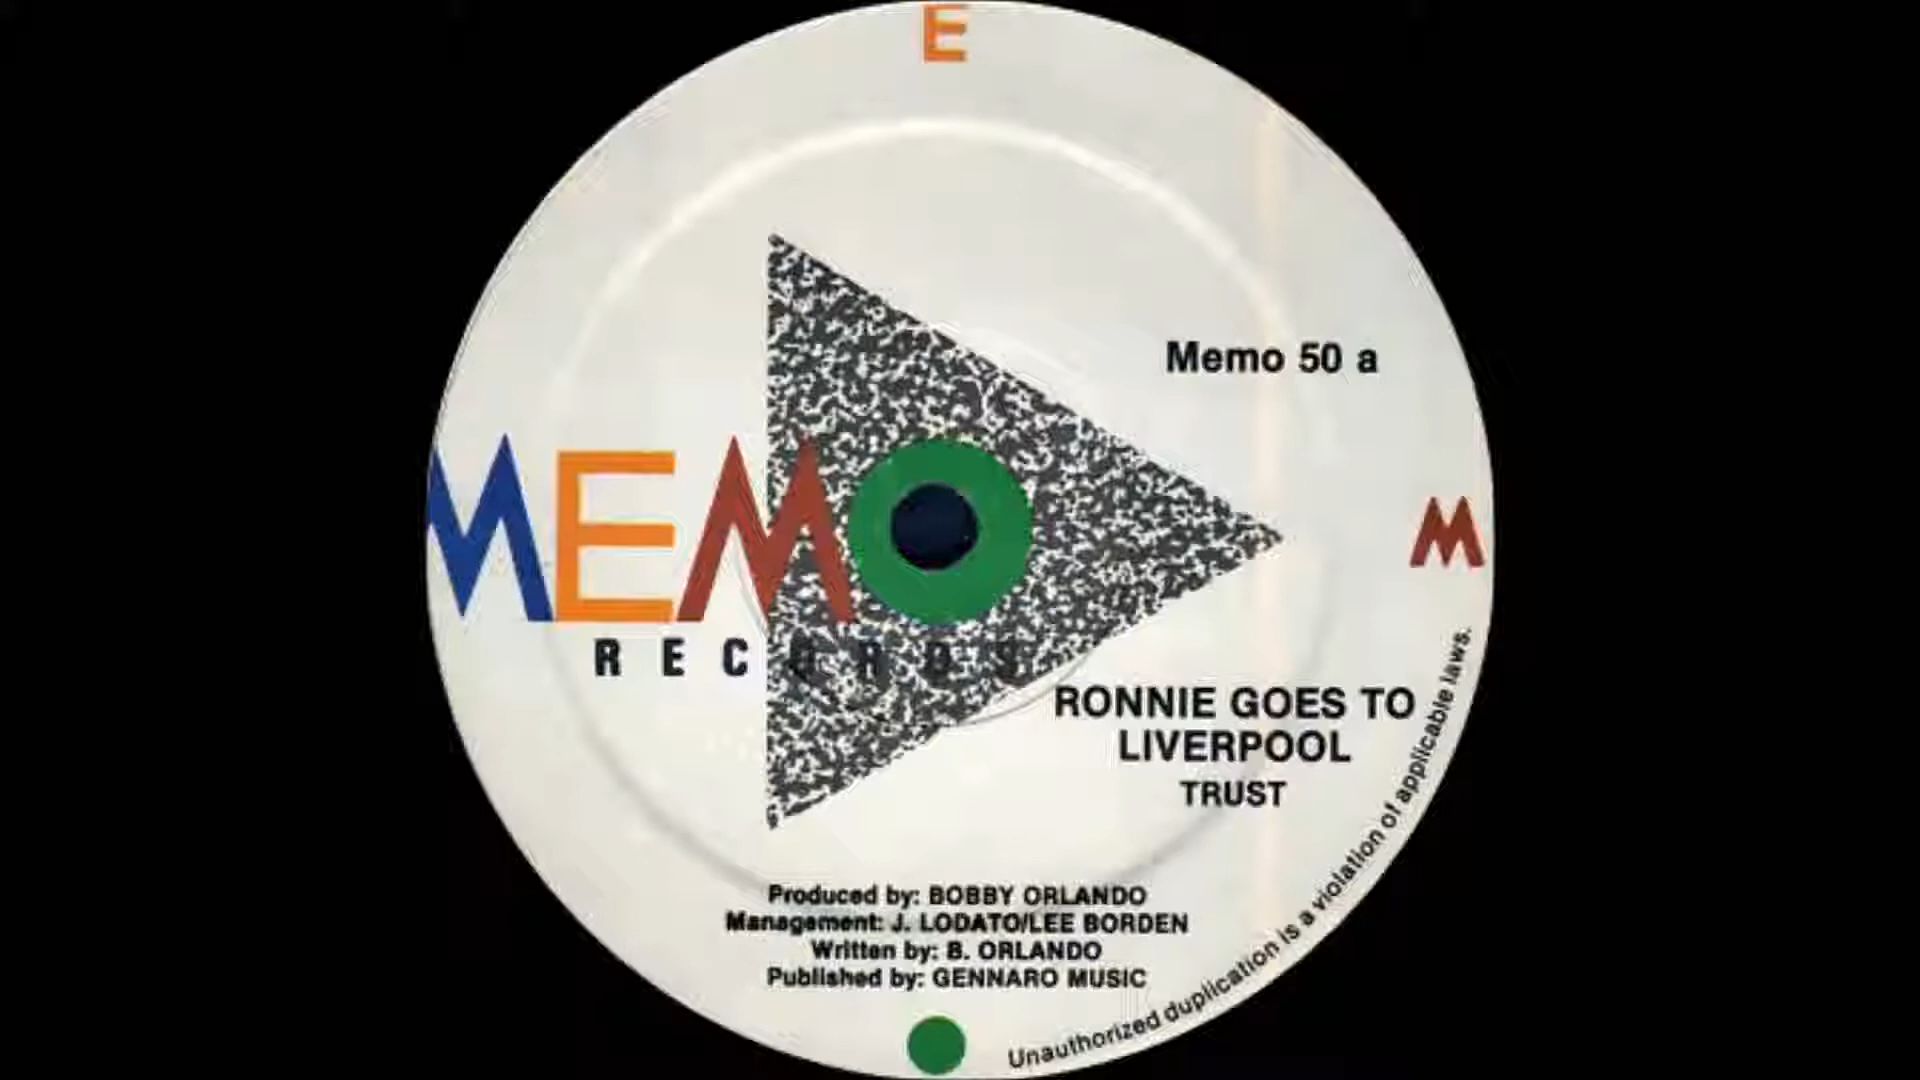 E
Memo 50 a
MEMO
RECORDS
M
RONNIE GOES TO
LIVERPOOL
TRUST
Produced by: BOBBY ORLANDO
Management: J. LODATO/LEE BORDEN
Written by: B. ORLANDO
Published by: GENNARO MUSIC
Unauthorized duplication is a violation of applicable laws.